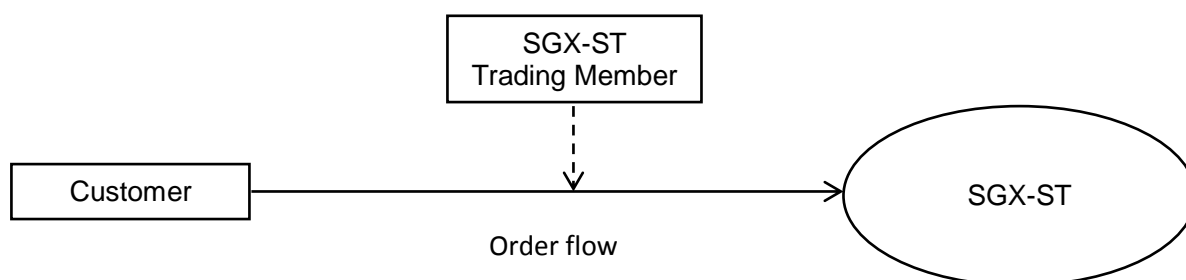 SGX-ST
Trading Member
Customer
SGX-ST
Order flow